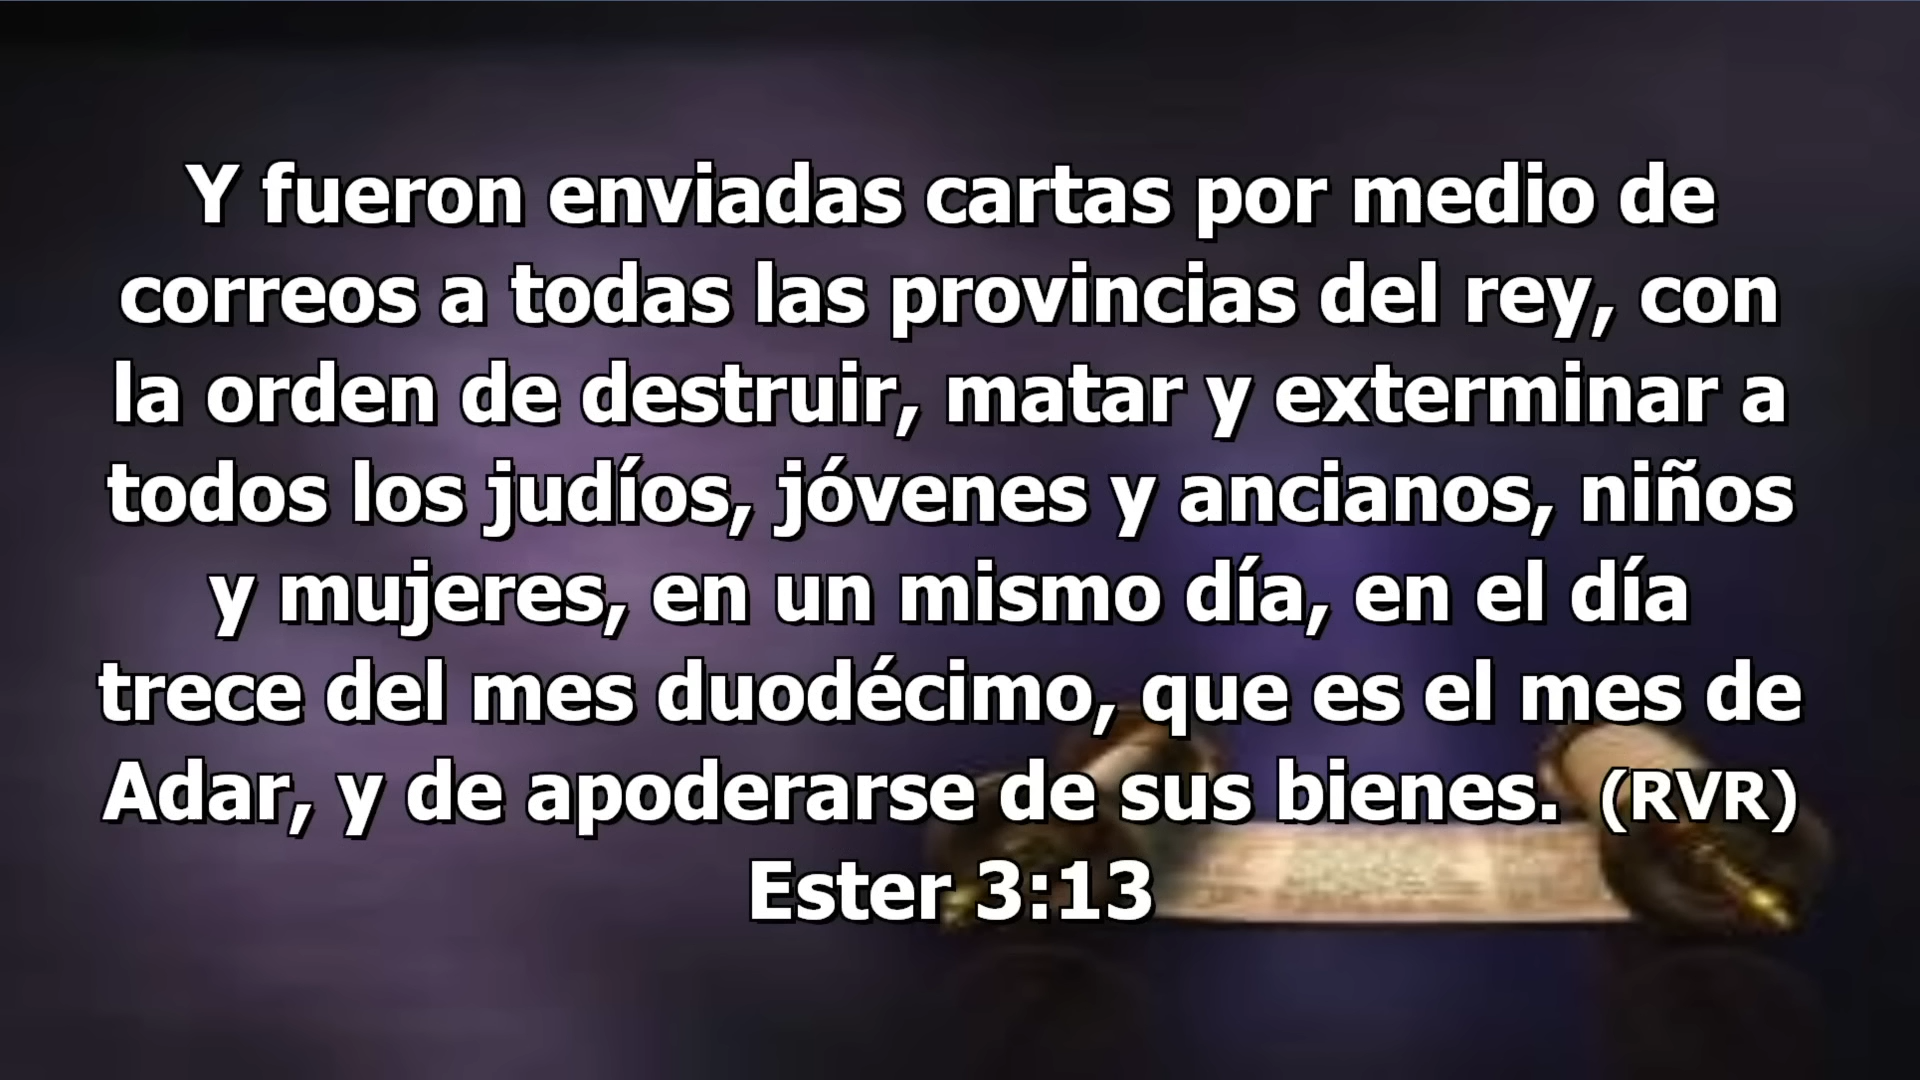 Y fueron enviadas cartas por medio de
correos a todas las provincias del rey, con
la orden de destruir, matar y exterminar a
todos los judíos, jóvenes y ancianos, niños
y mujeres, en un mismo día, en el día
trece del mes duodécimo, que es el mes de
Adar, y de apoderarse de sus bienes. (RVR)
Ester 3:13